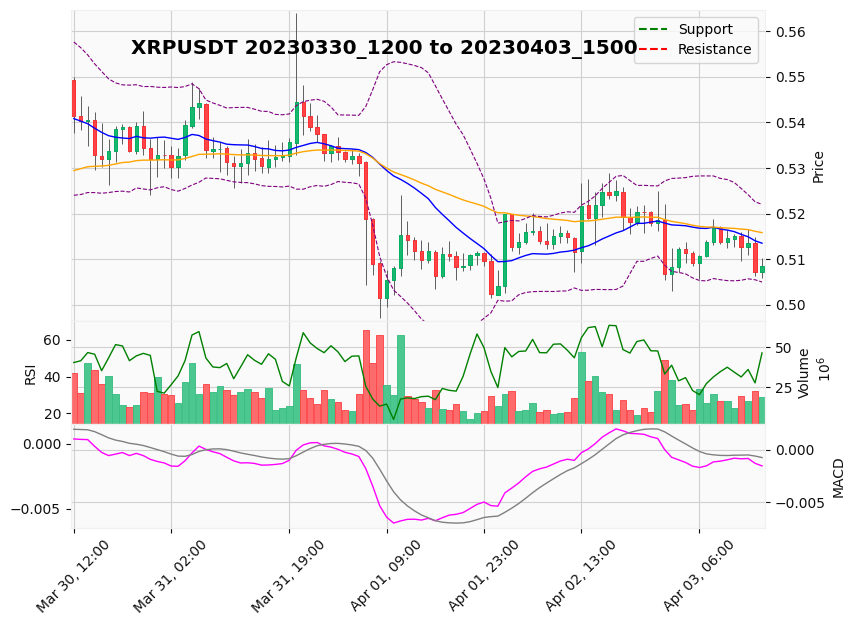 XRPUSDT 20230330_1200 to 20230403_1500
Support
Resistance
0.56
0.55
0.54
0.53
0.52
0.51
0.50
Price
60
40
20
RSI
50
25
Volume
10^6
0.000
−0.005
0.000
−0.005
MACD
Mar 30, 12:00
Mar 31, 02:00
Mar 31, 19:00
Apr 01, 09:00
Apr 01, 23:00
Apr 02, 13:00
Apr 03, 06:00